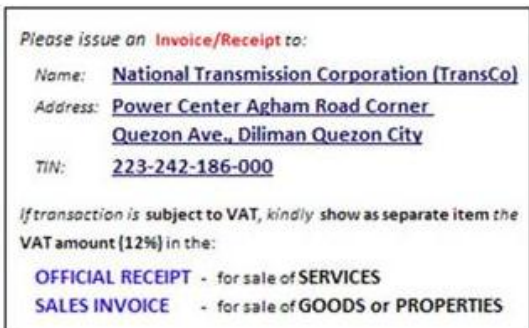 Please issue an Invoice/Receipt to:
Name: National Transmission Corporation (TransCo)
Address: Power Center Agham Road Corner
Quezon Ave., Diliman Quezon City
TIN: 223-242-186-000
If transaction is subject to VAT, kindly show as separate item the
VAT amount (12%) in the:
OFFICIAL RECEIPT - for sale of SERVICES
SALES INVOICE - for sale of GOODS or PROPERTIES